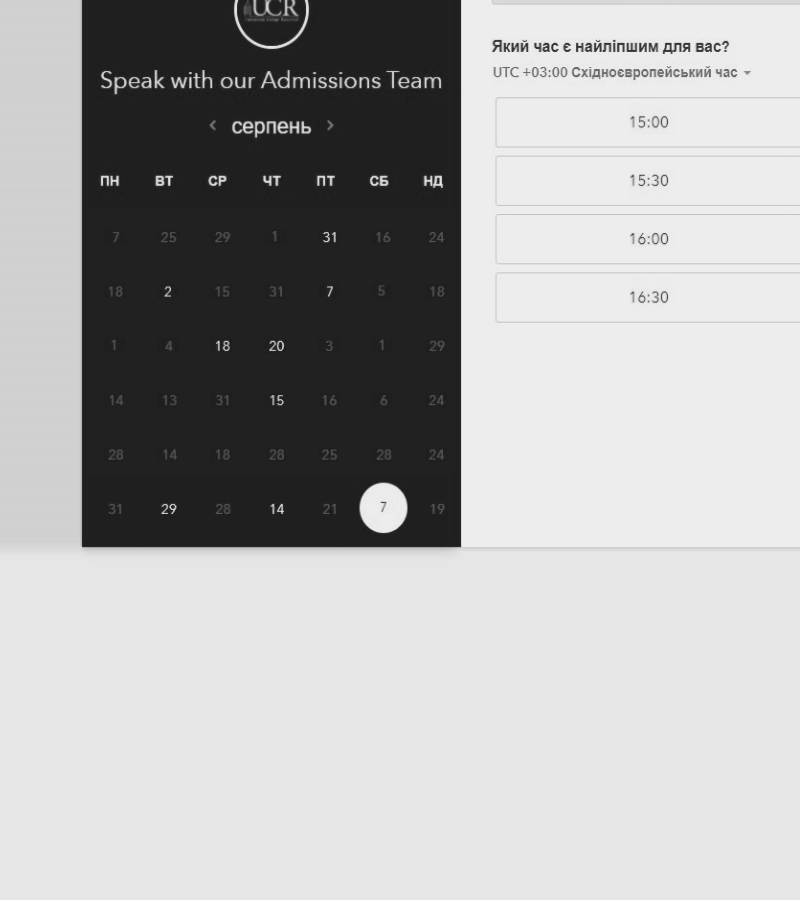 UCR
Speak with our Admissions Team
серпень
ПН ВТ СР ЧТ ПТ СБ НД
7 25 29 1 31 16 24
18 2 15 31 7 5 18
1 4 18 20 3 1 29
14 13 31 15 16 6 24
28 14 18 28 25 28 24
31 29 28 14 21 7 19
Який час є найліпшим для вас?
UTC +03:00 Східноєвропейський час
15:00
15:30
16:00
16:30